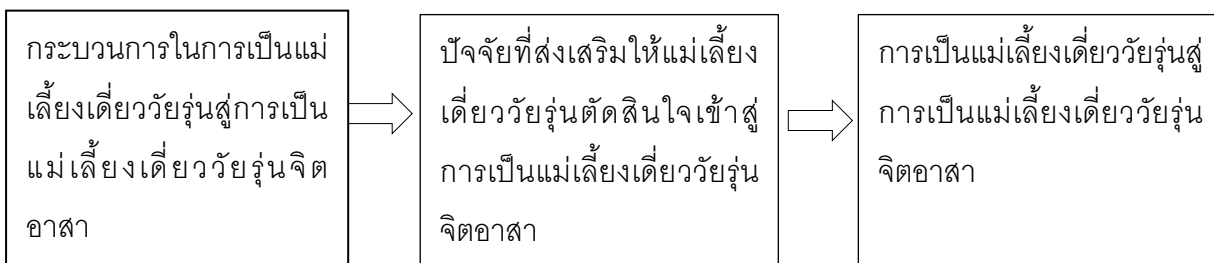 กระบวนการในการเป็นแม่
เลี้ยงเดี่ยววัยรุ่นสู่การเป็น
แม่เลี้ยงเดี่ยววัยรุ่นจิต
อาสา
ปัจจัยที่ส่งเสริมให้แม่เลี้ยง
เดี่ยววัยรุ่นตัดสินใจเข้าสู่
การเป็นแม่เลี้ยงเดี่ยววัยรุ่น
จิตอาสา
การเป็นแม่เลี้ยงเดี่ยววัยรุ่นสู่
การเป็นแม่เลี้ยงเดี่ยววัยรุ่น
จิตอาสา